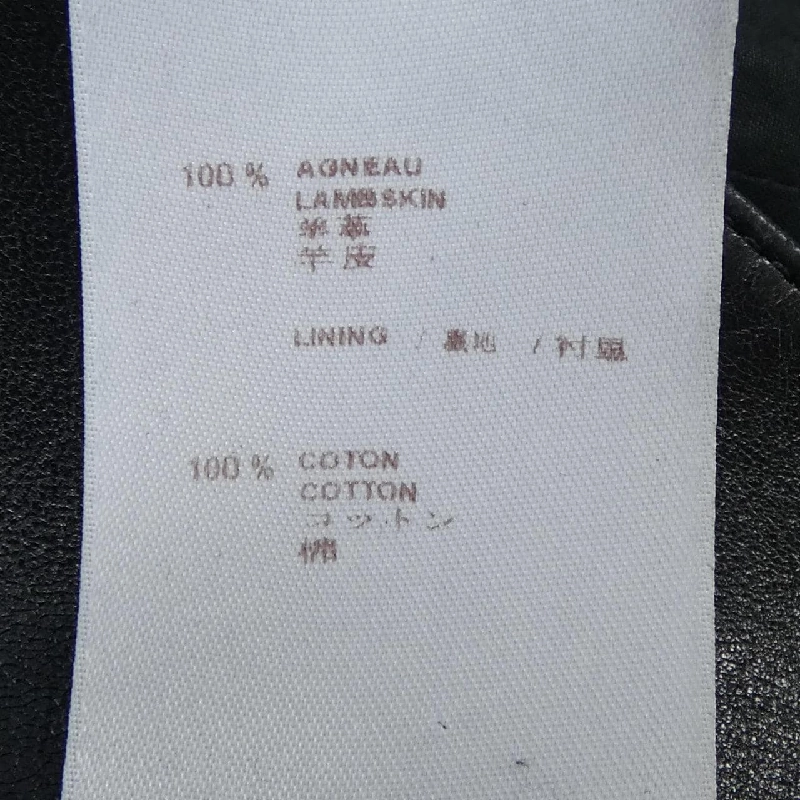 100 % AGNEAU
LAMBSKIN
羊革
羊皮
LINING / 裏地 / 衬里
100 % COTON
COTTON
コットン
棉